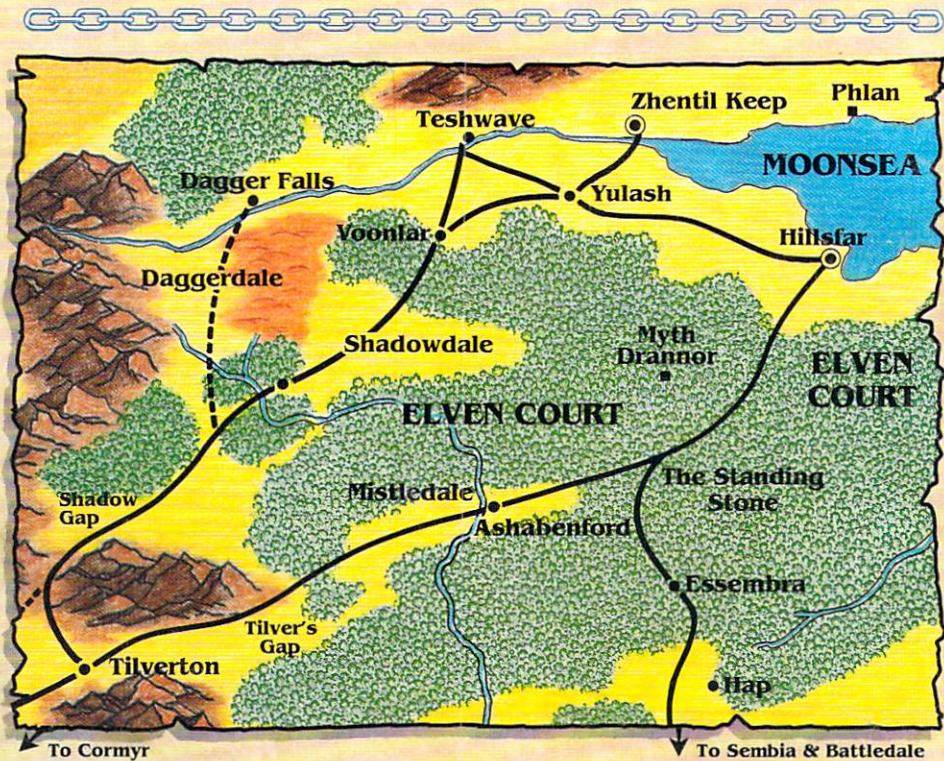 Zhentil Keep
Phlan
Teshwave
MOONSEA
Dagger Falls
Yulash
Voonlar
Hillsfar
Daggerdale
Shadowdale
Myth
Drannor
ELVEN
COURT
ELVEN COURT
The Standing
Stone
Mistledale
Shadow
Gap
Ashabenford
Essembra
Tilver's
Gap
Tilverton
Hap
To Cormyr
To Sembia & Battledale